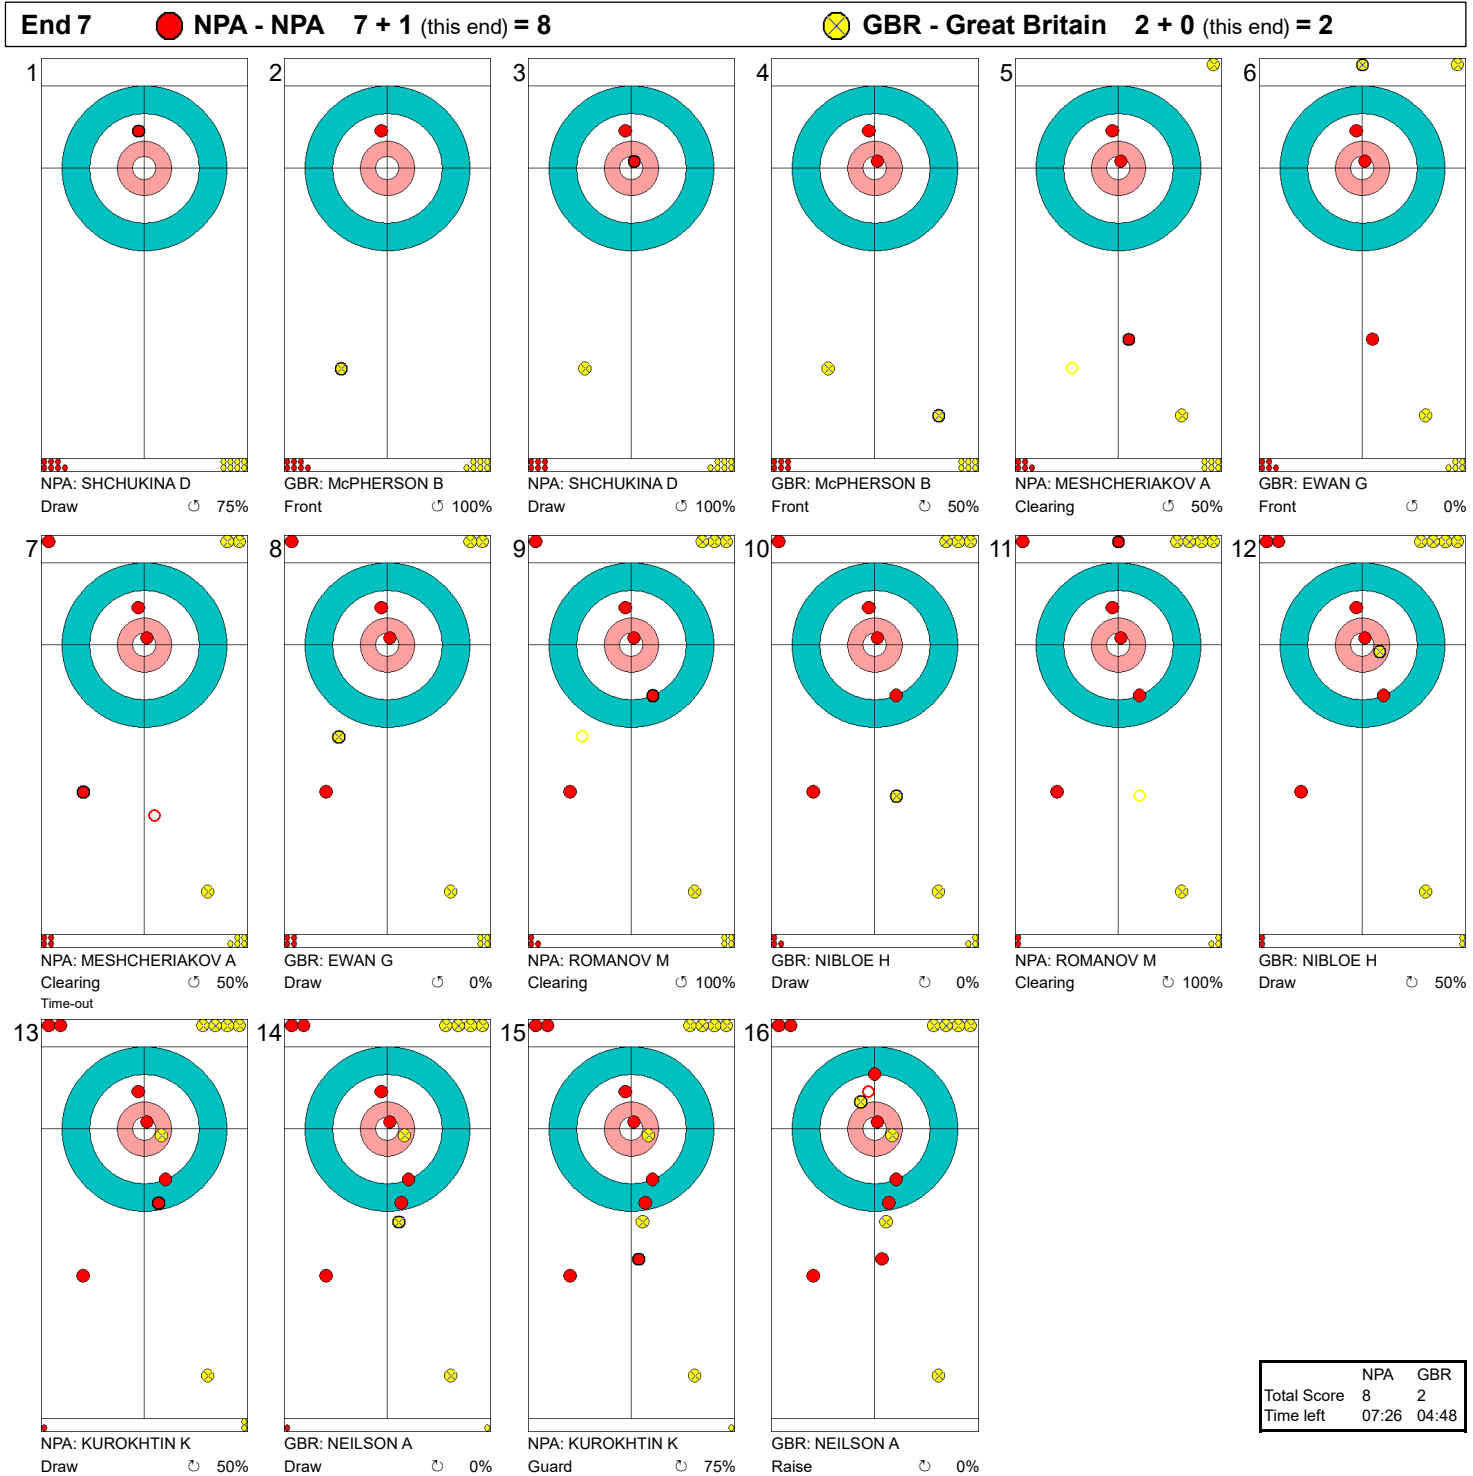 End 7 NPA - NPA 7 + 1 (this end) = 8 GBR - Great Britain 2 + 0 (this end) = 2
1 2 3 4 5 6
NPA: SHCHUKINA D GBR: McPHERSON B NPA: SHCHUKINA D GBR: McPHERSON B NPA: MESHCHERIAKOV A GBR: EWAN G
Draw 75% Front 100% Draw 100% Front 50% Clearing 50% Front 0%
7 8 9 10 11 12
NPA: MESHCHERIAKOV A GBR: EWAN G NPA: ROMANOV M GBR: NIBLOE H NPA: ROMANOV M GBR: NIBLOE H
Clearing 50% Draw 0% Clearing 100% Draw 0% Clearing 100% Draw 50%
Time-out
13 14 15 16
NPA: KUROKHTIN K GBR: NEILSON A NPA: KUROKHTIN K GBR: NEILSON A
Draw 50% Draw 0% Guard 75% Raise 0%
NPA GBR
Total Score 8 2
Time left 07:26 04:48